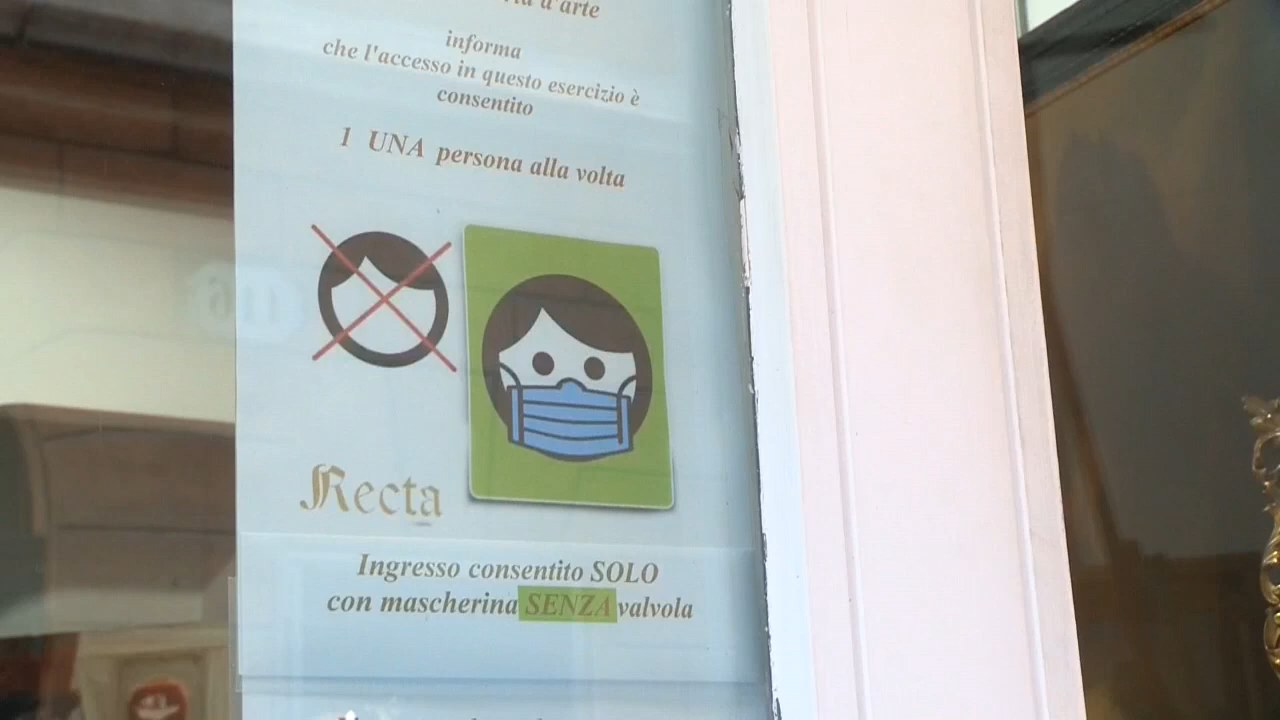 d'arte
informa
che l'accesso in questo esercizio è
consentito
1 UNA persona alla volta
Recta
Ingresso consentito SOLO
con mascherina SENZA valvola